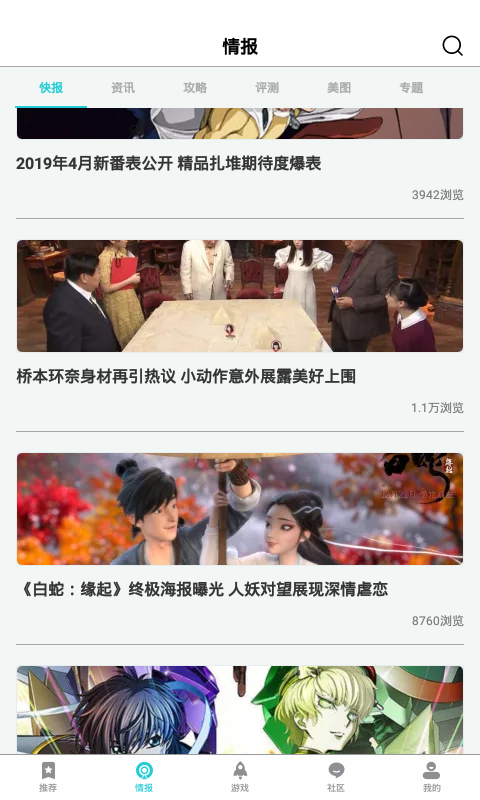 情报
快报 资讯 攻略 评测 美图 专题
2019年4月新番表公开 精品扎堆期待度爆表
3942浏览
桥本环奈身材再引热议 小动作意外展露美好上围
1.1万浏览
《白蛇：缘起》终极海报曝光 人妖对望展现深情虐恋
8760浏览
推荐 情报 游戏 社区 我的